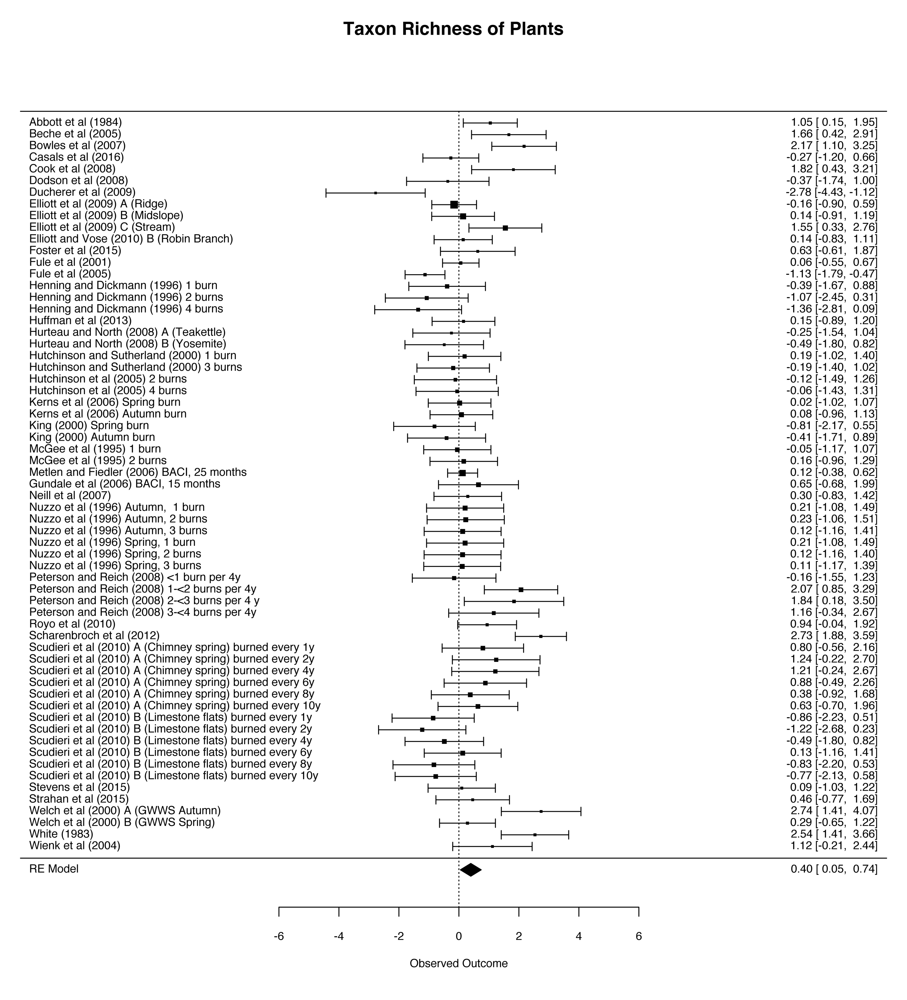 Taxon Richness of Plants
Abbott et al (1984) 1.05 [ 0.15, 1.95]
Beche et al (2005) 1.66 [ 0.42, 2.91]
Bowles et al (2007) 2.17 [ 1.10, 3.25]
Casals et al (2016) -0.27 [-1.20, 0.66]
Cook et al (2008) 1.82 [ 0.43, 3.21]
Dodson et al (2008) -0.37 [-1.74, 1.00]
Ducherer et al (2009) -2.78 [-4.43, -1.12]
Elliott et al (2009) A (Ridge) -0.16 [-0.90, 0.59]
Elliott et al (2009) B (Midslope) 0.14 [-0.91, 1.19]
Elliott et al (2009) C (Stream) 1.55 [ 0.33, 2.76]
Elliott and Vose (2010) B (Robin Branch) 0.14 [-0.83, 1.11]
Foster et al (2015) 0.63 [-0.61, 1.87]
Fule et al (2001) 0.06 [-0.55, 0.67]
Fule et al (2005) -1.13 [-1.79, -0.47]
Henning and Dickmann (1996) 1 burn -0.39 [-1.67, 0.88]
Henning and Dickmann (1996) 2 burns -1.07 [-2.45, 0.31]
Henning and Dickmann (1996) 4 burns -1.36 [-2.81, 0.09]
Huffman et al (2013) 0.15 [-0.89, 1.20]
Hurteau and North (2008) A (Teakettle) -0.25 [-1.54, 1.04]
Hurteau and North (2008) B (Yosemite) -0.49 [-1.80, 0.82]
Hutchinson and Sutherland (2000) 1 burn 0.19 [-1.02, 1.40]
Hutchinson and Sutherland (2000) 3 burns -0.19 [-1.40, 1.02]
Hutchinson et al (2005) 2 burns -0.12 [-1.49, 1.26]
Hutchinson et al (2005) 4 burns -0.06 [-1.43, 1.31]
Kerns et al (2006) Spring burn 0.02 [-1.02, 1.07]
Kerns et al (2006) Autumn burn 0.08 [-0.96, 1.13]
King (2000) Spring burn -0.81 [-2.17, 0.55]
King (2000) Autumn burn -0.41 [-1.71, 0.89]
McGee et al (1995) 1 burn -0.05 [-1.17, 1.07]
McGee et al (1995) 2 burns 0.16 [-0.96, 1.29]
Metlen and Fiedler (2006) BACI, 25 months 0.12 [-0.38, 0.62]
Gundale et al (2006) BACI, 15 months 0.65 [-0.68, 1.99]
Neill et al (2007) 0.30 [-0.83, 1.42]
Nuzzo et al (1996) Autumn, 1 burn 0.21 [-1.08, 1.49]
Nuzzo et al (1996) Autumn, 2 burns 0.23 [-1.06, 1.51]
Nuzzo et al (1996) Autumn, 3 burns 0.12 [-1.16, 1.41]
Nuzzo et al (1996) Spring, 1 burn 0.21 [-1.08, 1.49]
Nuzzo et al (1996) Spring, 2 burns 0.12 [-1.16, 1.40]
Nuzzo et al (1996) Spring, 3 burns 0.11 [-1.17, 1.39]
Peterson and Reich (2008) <1 burn per 4y -0.16 [-1.55, 1.23]
Peterson and Reich (2008) 1-<2 burns per 4y 2.07 [ 0.85, 3.29]
Peterson and Reich (2008) 2-<3 burns per 4 y 1.84 [ 0.18, 3.50]
Peterson and Reich (2008) 3-<4 burns per 4y 1.16 [-0.34, 2.67]
Royo et al (2010) 0.94 [-0.04, 1.92]
Scharenbroch et al (2012) 2.73 [ 1.88, 3.59]
Scudieri et al (2010) A (Chimney spring) burned every 1y 0.80 [-0.56, 2.16]
Scudieri et al (2010) A (Chimney spring) burned every 2y 1.24 [-0.22, 2.70]
Scudieri et al (2010) A (Chimney spring) burned every 4y 1.21 [-0.24, 2.67]
Scudieri et al (2010) A (Chimney spring) burned every 6y 0.88 [-0.49, 2.26]
Scudieri et al (2010) A (Chimney spring) burned every 8y 0.38 [-0.92, 1.68]
Scudieri et al (2010) A (Chimney spring) burned every 10y 0.63 [-0.70, 1.96]
Scudieri et al (2010) B (Limestone flats) burned every 1y -0.86 [-2.23, 0.51]
Scudieri et al (2010) B (Limestone flats) burned every 2y -1.22 [-2.68, 0.23]
Scudieri et al (2010) B (Limestone flats) burned every 4y -0.49 [-1.80, 0.82]
Scudieri et al (2010) B (Limestone flats) burned every 6y 0.13 [-1.16, 1.41]
Scudieri et al (2010) B (Limestone flats) burned every 8y -0.83 [-2.20, 0.53]
Scudieri et al (2010) B (Limestone flats) burned every 10y -0.77 [-2.13, 0.58]
Stevens et al (2015) 0.09 [-1.03, 1.22]
Strahan et al (2015) 0.46 [-0.77, 1.69]
Welch et al (2000) A (GWWS Autumn) 2.74 [ 1.41, 4.07]
Welch et al (2000) B (GWWS Spring) 0.29 [-0.65, 1.22]
White (1983) 2.54 [ 1.41, 3.66]
Wienk et al (2004) 1.12 [-0.21, 2.44]
RE Model 0.40 [ 0.05, 0.74]
-6 -4 -2 0 2 4 6
Observed Outcome